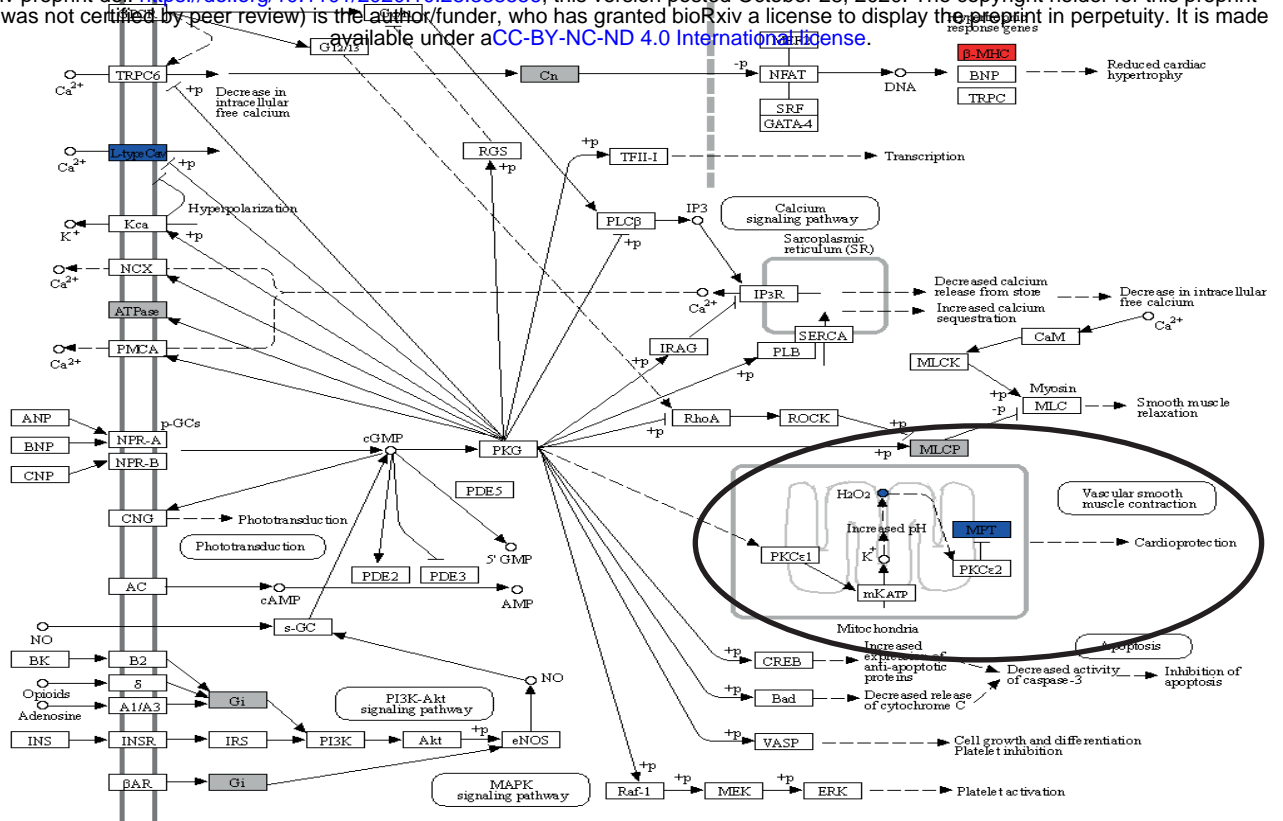 was not certified by peer review) is the author/funder, who has granted bioRxiv a license to display the preprint in perpetuity. It is made
available under aCC-BY-NC-ND 4.0 International license.
response genes
G12/13
TRPC6
Ca2+
+p
Decrease in
intracellular
free calcium
Cn
-p
NFAT
DNA
β-MHC
BNP
TRPC
Reduced cardiac
hypertrophy
SRF
GATA-4
L-typeCav
Ca2+
+p
RGS
+p
+p
TFII-I
Transcription
Hyperpolarization
Kca
K+
+p
PLCβ
+p
IP3
Calcium
signaling pathway
Sarcoplasmic
reticulum (SR)
NCX
Ca2+
ATPase
PMCA
Ca2+
Ca2+
IP3R
Decreased calcium
release from store
Increased calcium
sequestration
Decrease in intracellular
free calcium
Ca2+
SERCA
PLB
+p
IRAG
+p
CaM
MLCK
Myosin
+p
-p
MLC
Smooth muscle
relaxation
ANP
BNP
CNP
p-GCs
NPR-A
NPR-B
cGMP
PKG
+p
RhoA
ROCK
+p
+p
MLCP
PDE5
CNG
Phototransduction
Phototransduction
5' GMP
PDE2
PDE3
H2O2
Increased pH
K+
PKCε1
mKATP
MPT
PKCε2
Vascular smooth
muscle contraction
Cardioprotection
Mitochondria
AC
cAMP
AMP
NO
s-GC
BK
B2
Opioids
δ
Adenosine
A1/A3
Gi
NO
PI3K-Akt
signaling pathway
INS
INSR
IRS
PI3K
Akt
+p
eNOS
βAR
Gi
MAPK
signaling pathway
+p
CREB
Increased
expression of
anti-apoptotic
proteins
Apoptosis
Decreased activity
of caspase-3
Inhibition of
apoptosis
+p
Bad
Decreased release
of cytochrome C
+p
VASP
Cell growth and differentiation
Platelet inhibition
+p
Raf-1
+p
MEK
+p
ERK
Platelet activation